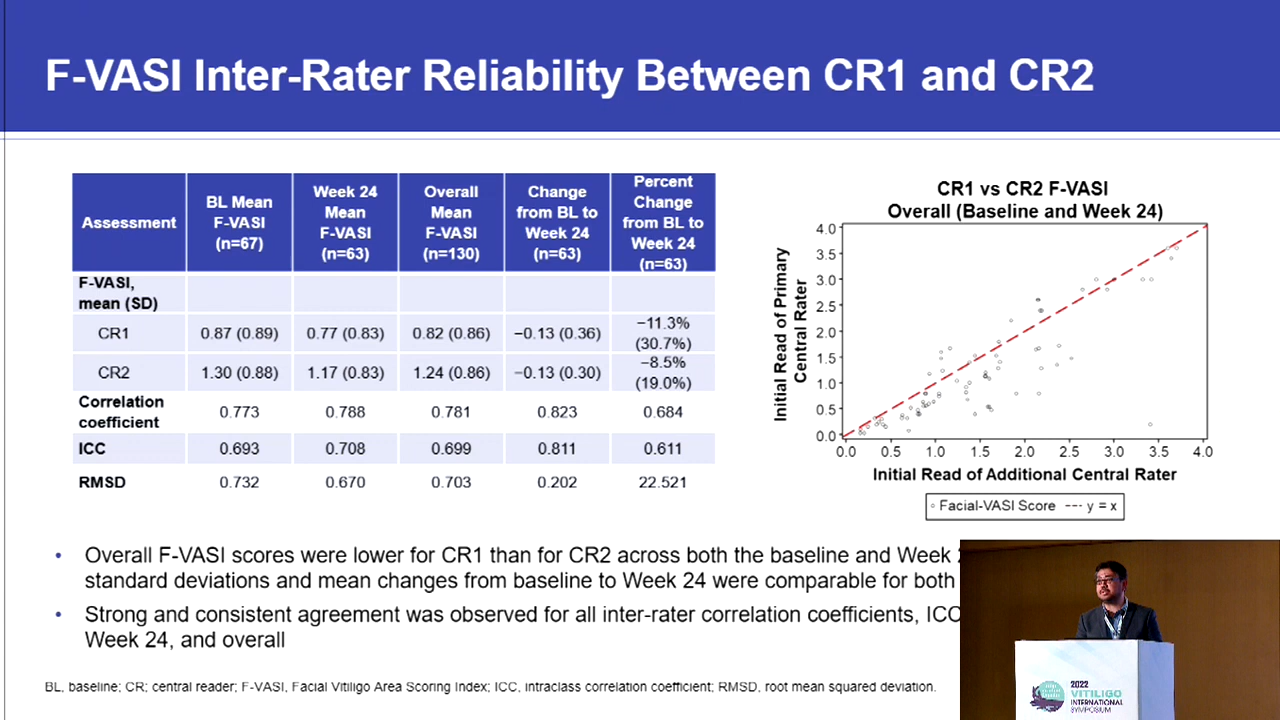 F-VASI Inter-Rater Reliability Between CR1 and CR2
Assessment
BL Mean
F-VASI
(n=67)
Week 24
Mean
F-VASI
(n=63)
Overall
Mean
F-VASI
(n=130)
Change
from BL to
Week 24
(n=63)
Percent
Change
from BL to
Week 24
(n=63)
F-VASI,
mean (SD)
CR1 0.87 (0.89) 0.77 (0.83) 0.82 (0.86) −0.13 (0.36) −11.3%
(30.7%)
CR2 1.30 (0.88) 1.17 (0.83) 1.24 (0.86) −0.13 (0.30) −8.5%
(19.0%)
Correlation
coefficient 0.773 0.788 0.781 0.823 0.684
ICC 0.693 0.708 0.699 0.811 0.611
RMSD 0.732 0.670 0.703 0.202 22.521
CR1 vs CR2 F-VASI
Overall (Baseline and Week 24)
Initial Read of Primary
Central Rater
4.0
3.5
3.0
2.5
2.0
1.5
1.0
0.5
0.0
0.0 0.5 1.0 1.5 2.0 2.5 3.0 3.5 4.0
Initial Read of Additional Central Rater
Facial-VASI Score y = x
• Overall F-VASI scores were lower for CR1 than for CR2 across both the baseline and Week
standard deviations and mean changes from baseline to Week 24 were comparable for both
• Strong and consistent agreement was observed for all inter-rater correlation coefficients, ICC
Week 24, and overall
BL, baseline; CR; central reader; F-VASI, Facial Vitiligo Area Scoring Index; ICC, intraclass correlation coefficient; RMSD, root mean squared deviation.
2022
VITILIGO
INTERNATIONAL
SYMPOSIUM